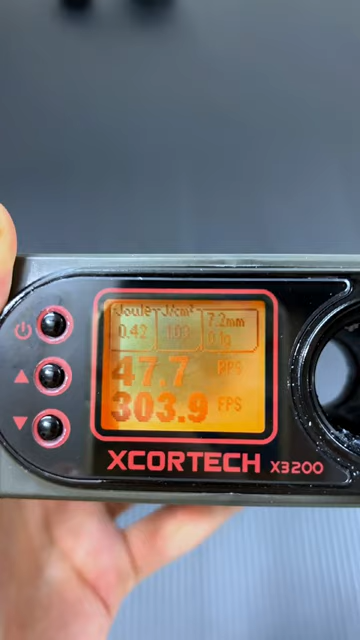 Joule J/cm² 7.2mm
0.42 1.03 0.1g
47.7 RPS
303.9 FPS
XCORTECH X3200